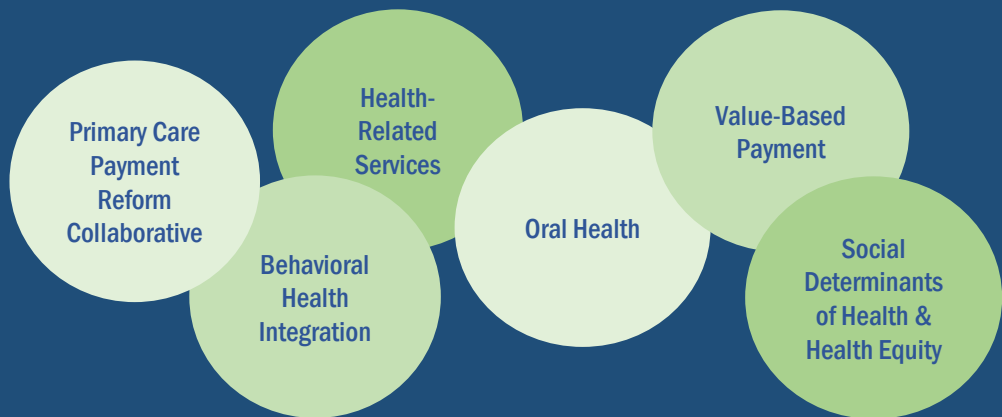 Primary Care
Payment
Reform
Collaborative
Health-
Related
Services
Behavioral
Health
Integration
Oral Health
Value-Based
Payment
Social
Determinants
of Health &
Health Equity